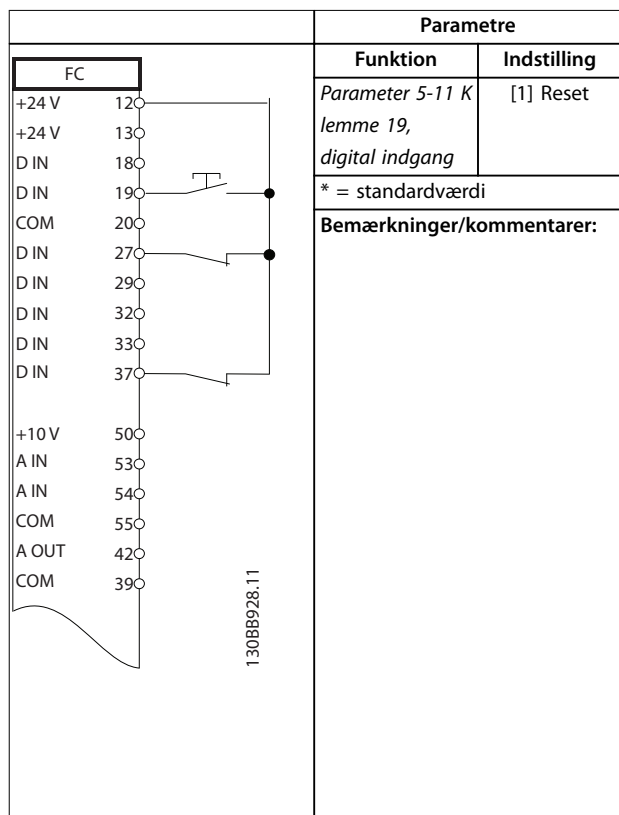 Parametre
Funktion Indstilling
Parameter 5-11 K
lemme 19,
digital indgang
[1] Reset
* = standardværdi
Bemærkninger/kommentarer:
FC
+24 V 12
+24 V 13
D IN 18
D IN 19
COM 20
D IN 27
D IN 29
D IN 32
D IN 33
D IN 37
+10 V 50
A IN 53
A IN 54
COM 55
A OUT 42
COM 39
130BB928.11